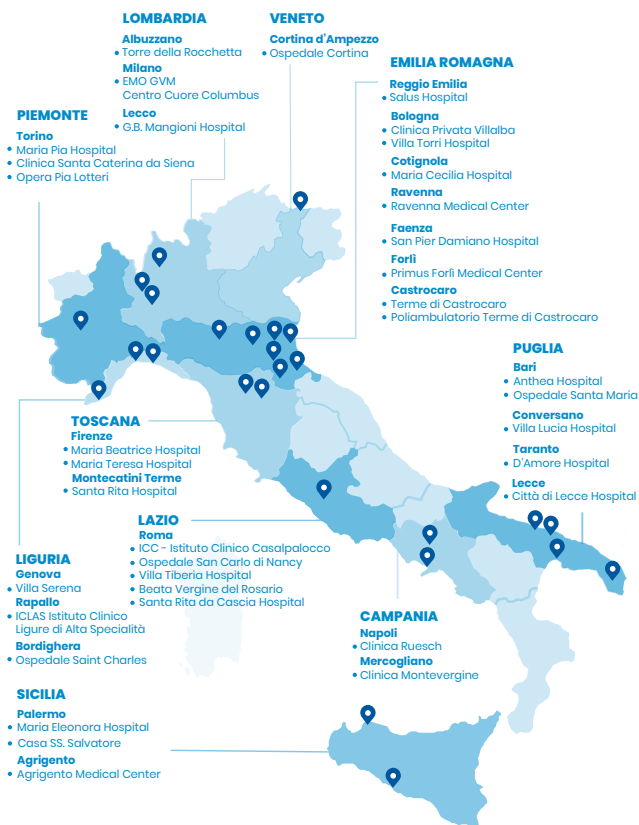 LOMBARDIA
Albuzzano
• Torre della Rocchetta
Milano
• EMO GVM
Centro Cuore Columbus
Lecco
• G.B. Mangioni Hospital
VENETO
Cortina d'Ampezzo
• Ospedale Cortina
EMILIA ROMAGNA
Reggio Emilia
• Salus Hospital
Bologna
• Clinica Privata Villalba
• Villa Torri Hospital
Cotignola
• Maria Cecilia Hospital
Ravenna
• Ravenna Medical Center
Faenza
• San Pier Damiano Hospital
Forlì
• Primus Forlì Medical Center
Castrocaro
• Terme di Castrocaro
• Poliambulatorio Terme di Castrocaro
PIEMONTE
Torino
• Maria Pia Hospital
• Clinica Santa Caterina da Siena
• Opera Pia Lotteri
PUGLIA
Bari
• Anthea Hospital
• Ospedale Santa Maria
Conversano
• Villa Lucia Hospital
Taranto
• D'Amore Hospital
Lecce
• Città di Lecce Hospital
TOSCANA
Firenze
• Maria Beatrice Hospital
• Maria Teresa Hospital
Montecatini Terme
• Santa Rita Hospital
LAZIO
Roma
• ICC - Istituto Clinico Casalpalocco
• Ospedale San Carlo di Nancy
• Villa Tiberia Hospital
• Beata Vergine del Rosario
• Santa Rita da Cascia Hospital
LIGURIA
Genova
• Villa Serena
Rapallo
• ICLAS Istituto Clinico
Ligure di Alta Specialità
Bordighera
• Ospedale Saint Charles
CAMPANIA
Napoli
• Clinica Ruesch
Mercogliano
• Clinica Montevergine
SICILIA
Palermo
• Maria Eleonora Hospital
• Casa SS. Salvatore
Agrigento
• Agrigento Medical Center